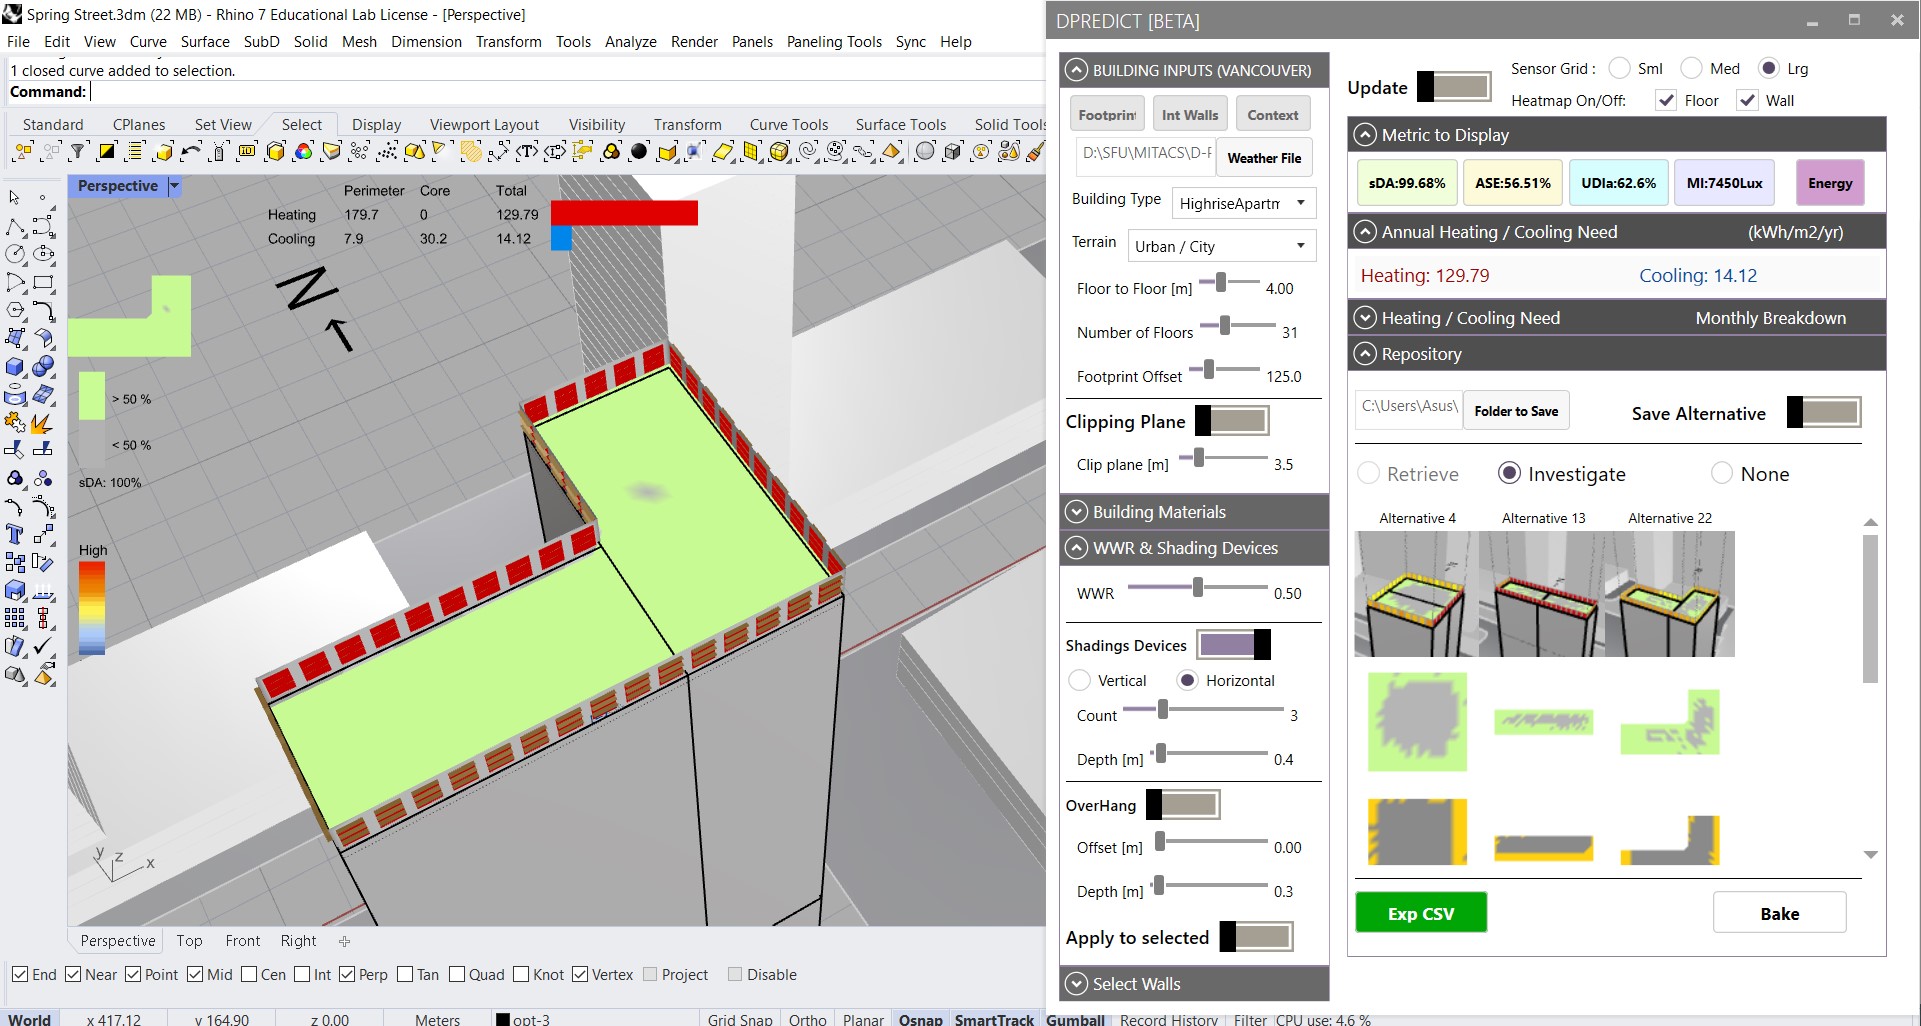 Spring Street.3dm (22 MB) - Rhino 7 Educational Lab License - [Perspective]
File Edit View Curve Surface SubD Solid Mesh Dimension Transform Tools Analyze Render Panels Paneling Tools Sync Help
1 closed curve added to selection.
Command:
Standard CPlanes Set View Select Display Viewport Layout Visibility Transform Curve Tools Surface Tools Solid Tools
Perspective
Perimeter Core Total
Heating 179.7 0 129.79
Cooling 7.9 30.2 14.12
N
> 50 %
< 50 %
sDA: 100%
High
y z x
Perspective Top Front Right
End Near Point Mid Cen Int Perp Tan Quad Knot Vertex Project Disable
World x 417.12 y 164.90 z 0.00 Meters opt-3 Grid Snap Ortho Planar Osnap SmartTrack Gumball Record History Filter CPU use: 4.6 %
DPREDICT [BETA]
BUILDING INPUTS (VANCOUVER)
Footprint Int Walls Context
D:\SFU\MITACS\D-F Weather File
Building Type HighriseApartm
Terrain Urban / City
Floor to Floor [m] 4.00
Number of Floors 31
Footprint Offset 125.0
Clipping Plane
Clip plane [m] 3.5
Building Materials
WWR & Shading Devices
WWR 0.50
Shadings Devices
Vertical Horizontal
Count 3
Depth [m] 0.4
OverHang
Offset [m] 0.00
Depth [m] 0.3
Apply to selected
Select Walls
Update
Sensor Grid : Sml Med Lrg
Heatmap On/Off: Floor Wall
Metric to Display
sDA:99.68% ASE:56.51% UDIa:62.6% MI:7450Lux Energy
Annual Heating / Cooling Need (kWh/m2/yr)
Heating: 129.79 Cooling: 14.12
Heating / Cooling Need Monthly Breakdown
Repository
C:\Users\Asus\ Folder to Save Save Alternative
Retrieve Investigate None
Alternative 4 Alternative 13 Alternative 22
Exp CSV Bake